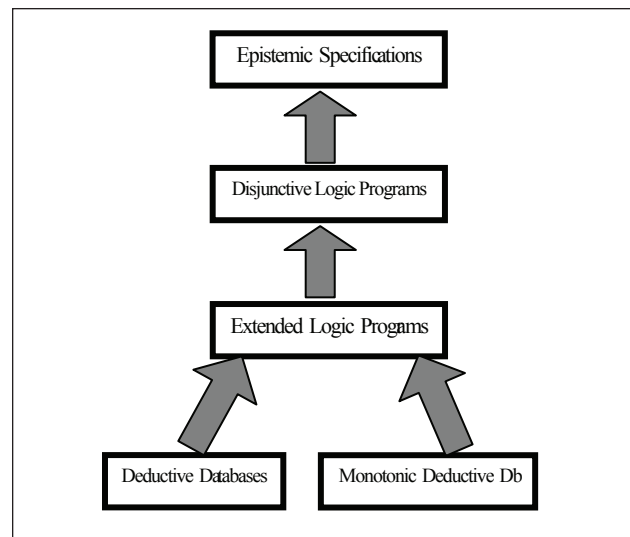 Epistemic Specifications
Disjunctive Logic Programs
Extended Logic Programs
Deductive Databases
Monotonic Deductive Db